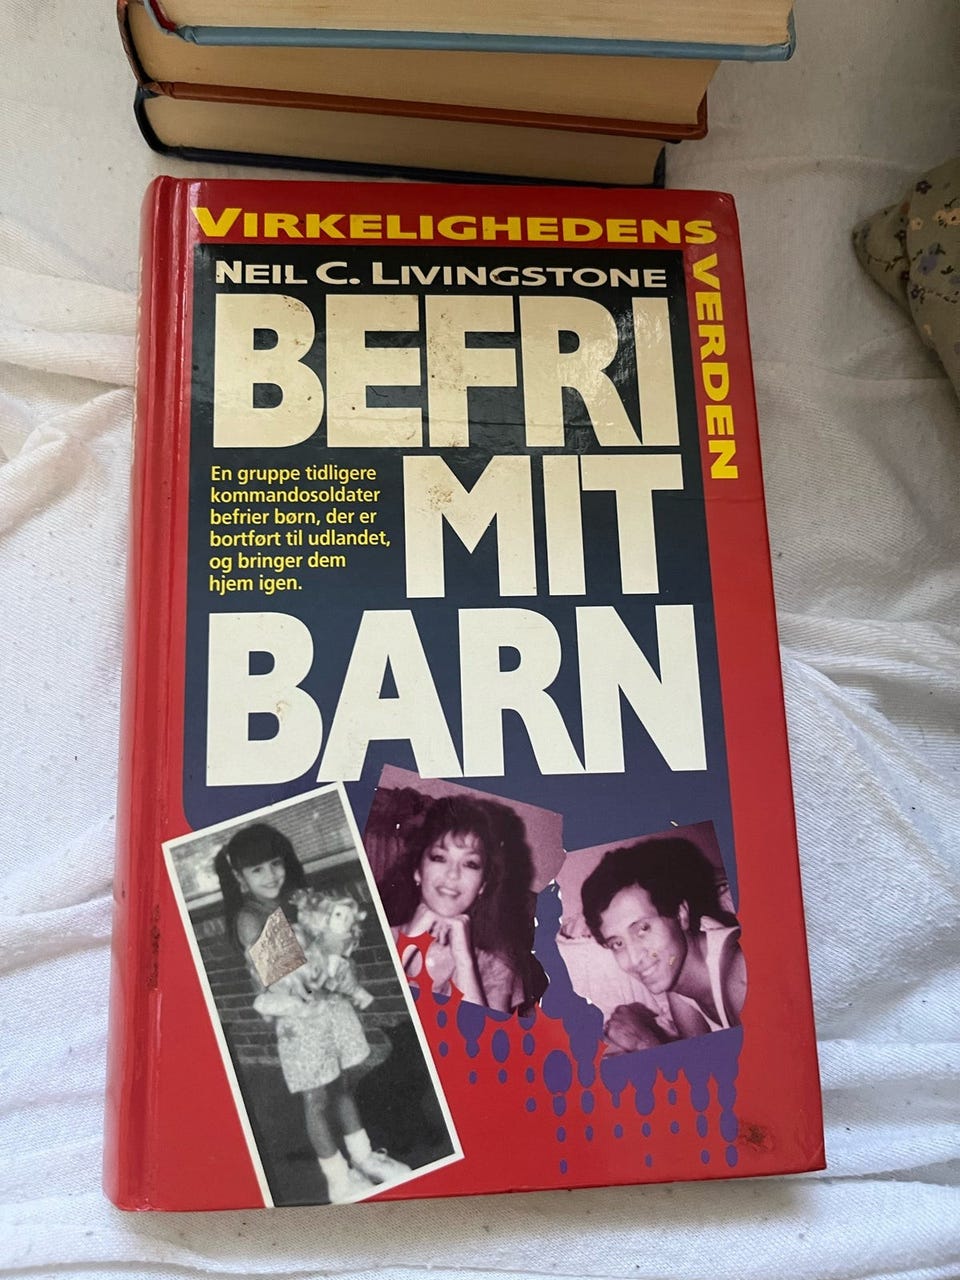 VIRKELIGHEDENS
VERDEN
NEIL C. LIVINGSTONE
BEFRI
MIT
BARN
En gruppe tidligere
kommandosoldater
befrier børn, der er
bortført til udlandet,
og bringer dem
hjem igen.